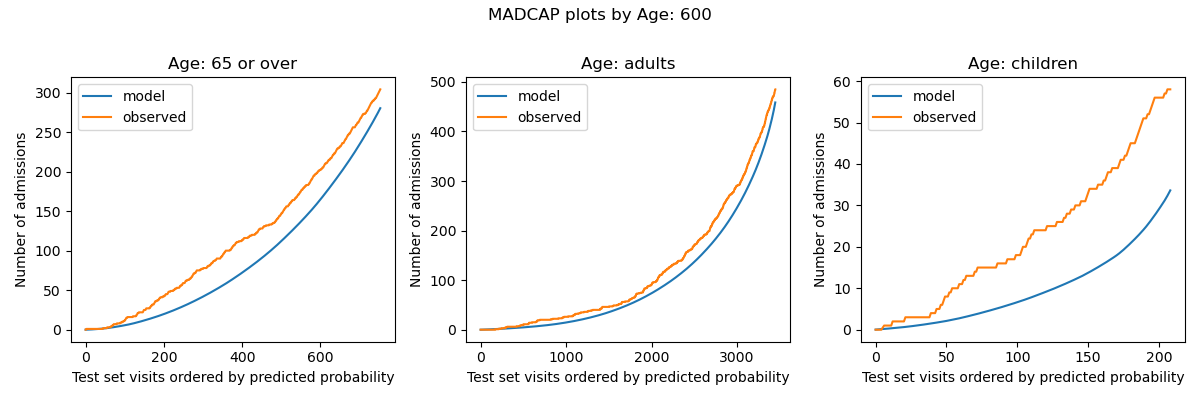 MADCAP plots by Age: 600
Age: 65 or over
model
observed
Number of admissions
0
50
100
150
200
250
300
0
200
400
600
Test set visits ordered by predicted probability
Age: adults
model
observed
Number of admissions
0
100
200
300
400
500
0
1000
2000
3000
Test set visits ordered by predicted probability
Age: children
model
observed
Number of admissions
0
10
20
30
40
50
60
0
50
100
150
200
Test set visits ordered by predicted probability